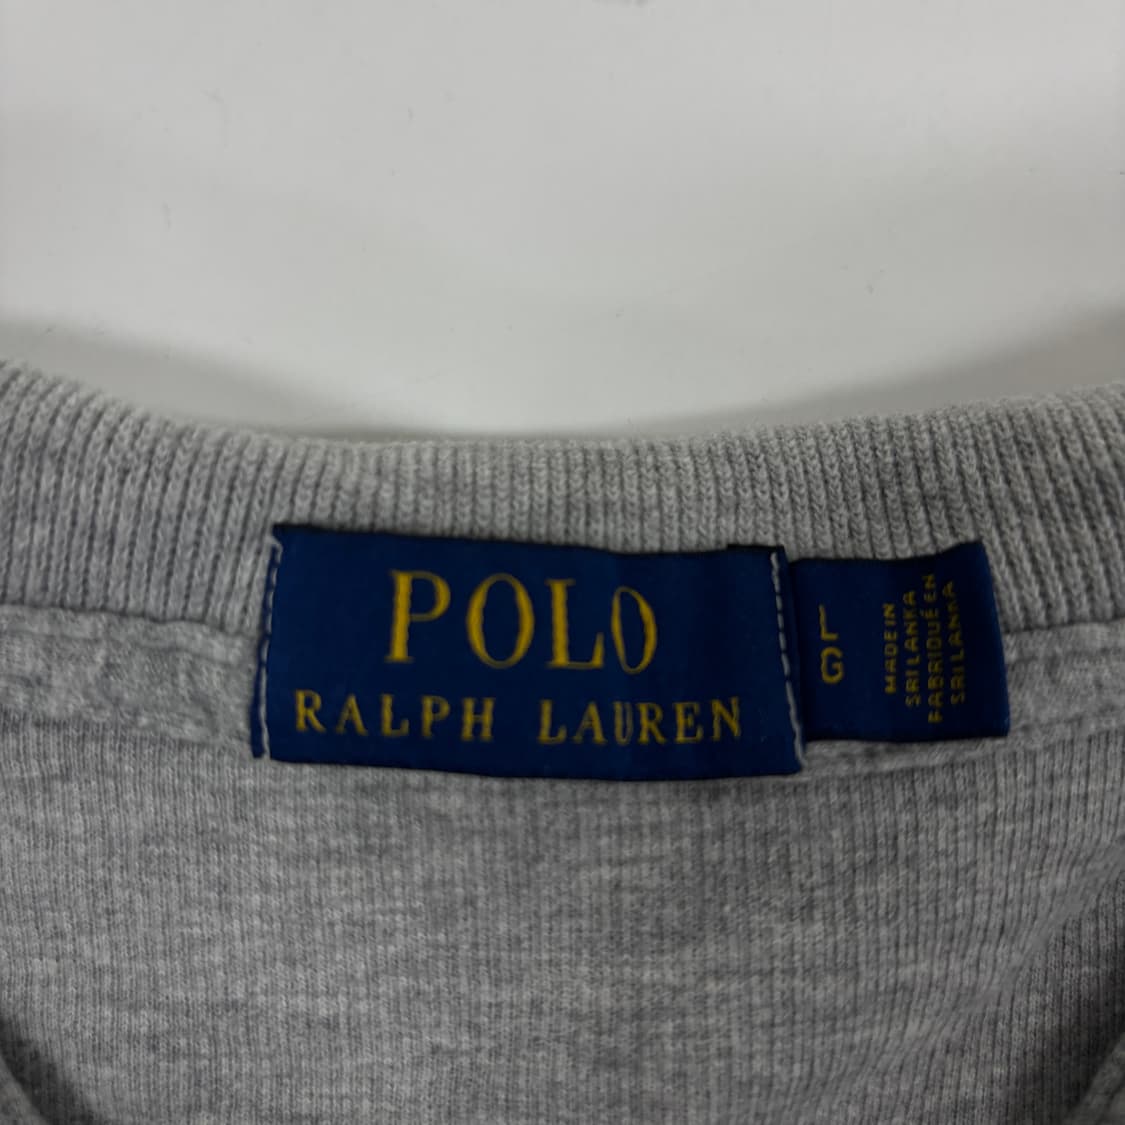 POLO
RALPH LAUREN
L
G
MADE IN
SRI LANKA
FABRIQUÉ EN
SRI LANKA